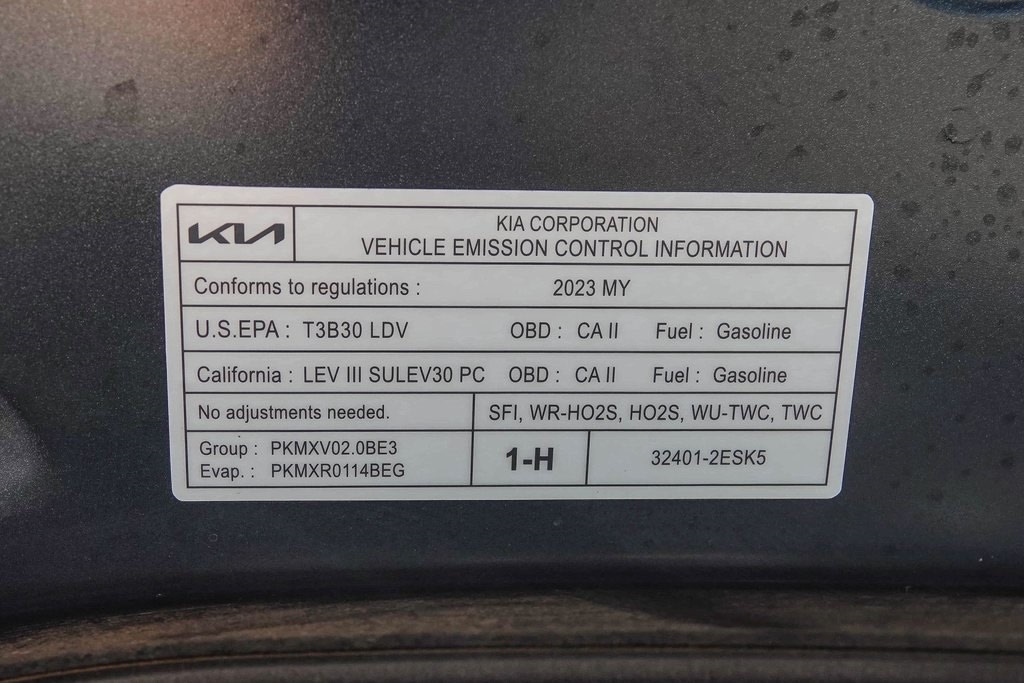 KIA
KIA CORPORATION
VEHICLE EMISSION CONTROL INFORMATION
Conforms to regulations : 2023 MY
U.S.EPA : T3B30 LDV OBD : CA II Fuel : Gasoline
California : LEV III SULEV30 PC OBD : CA II Fuel : Gasoline
No adjustments needed. SFI, WR-HO2S, HO2S, WU-TWC, TWC
Group : PKMXV02.0BE3
Evap. : PKMXR0114BEG
1-H
32401-2ESK5